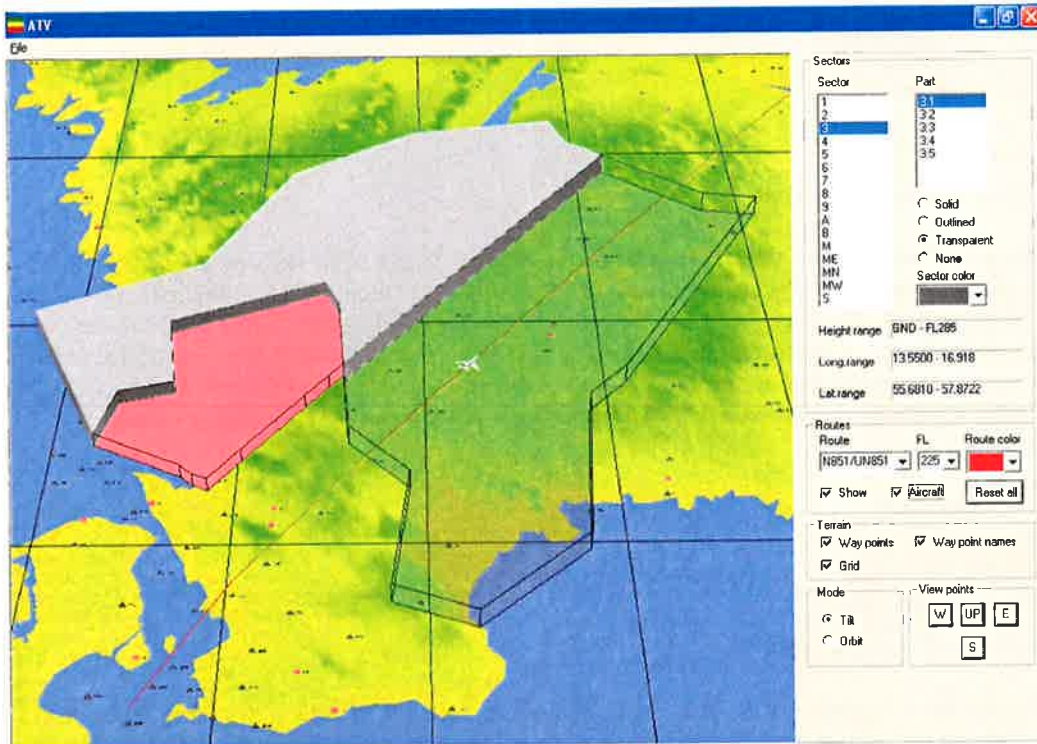 ATV
File
Sectors
Sector
Part
1
2
3
4
5
6
7
8
9
A
B
M
ME
MN
MW
S
3:1
3:2
3:3
3:4
3:5
Solid
Outlined
Transparent
None
Sector color
Height range GND - FL285
Long.range 13.5500 - 16.918
Lat.range 55.6810 - 57.8722
Routes
Route FL Route color
N851/UN851 225
Show Aircraft Reset all
Terrain
Way points Way point names
Grid
Mode
Tilt
Orbit
View points
W UP E
S